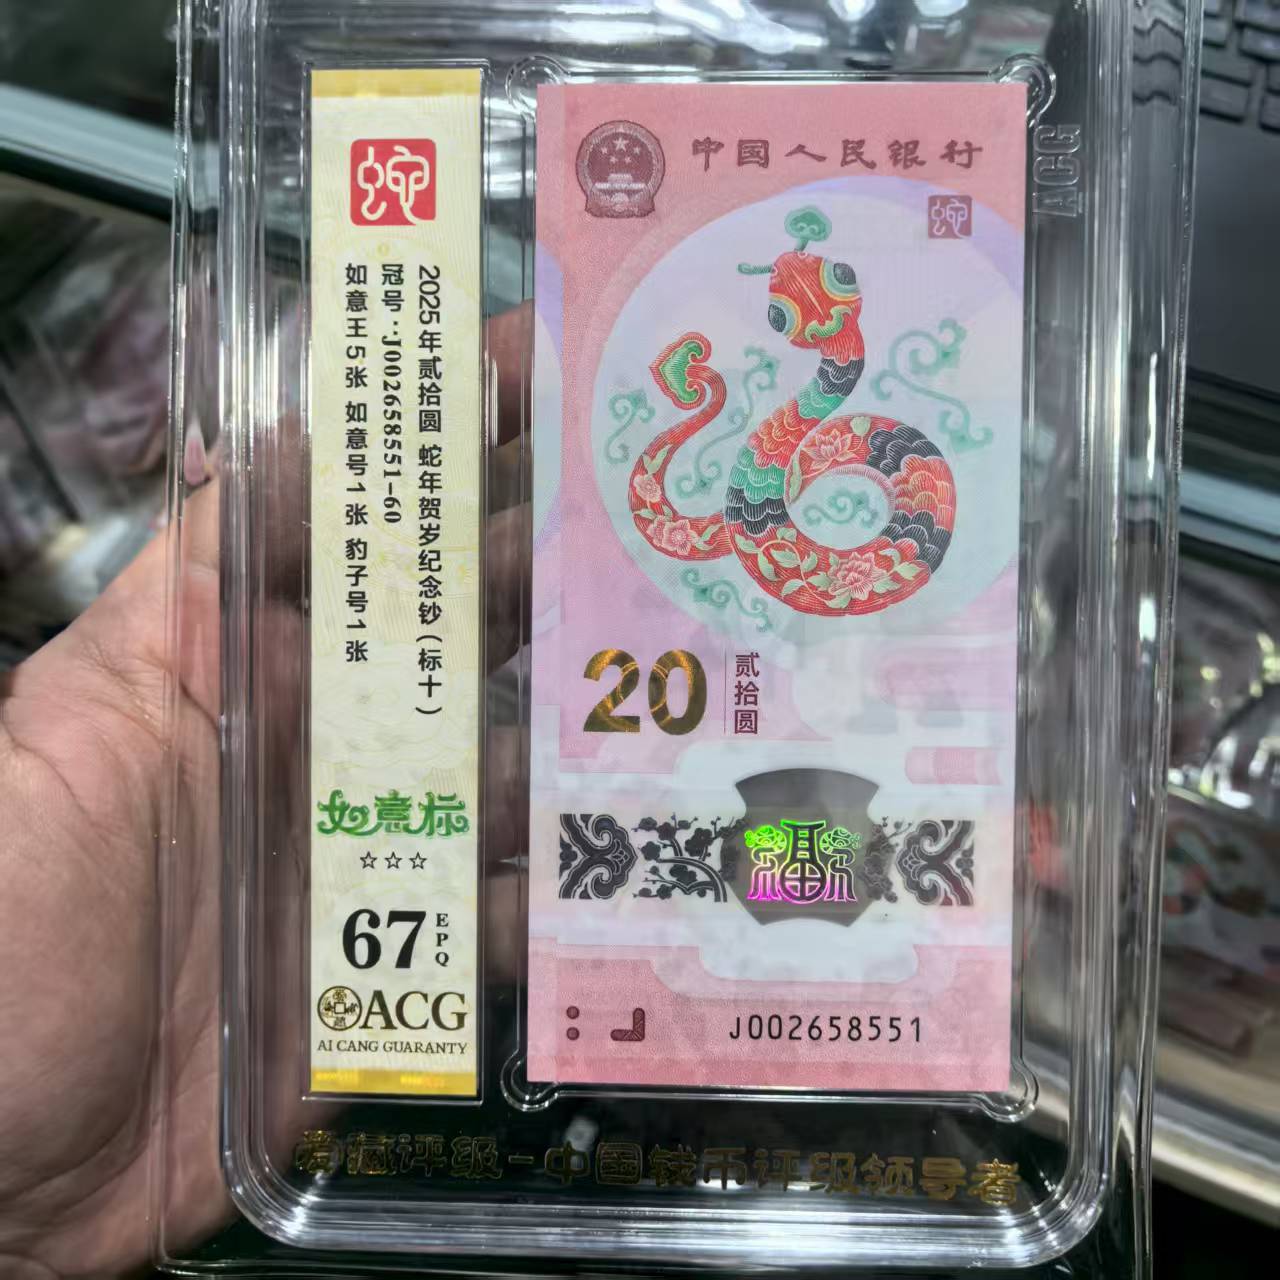 蛇
2025年贰拾圆 蛇年贺岁纪念钞（标十）
冠号：J002658551-60
如意王5张 如意号1张 豹子号1张
如意标
☆☆☆
67
EPQ
ACG
AI CANG GUARANTY
中国人民银行
蛇
20
贰拾圆
福
J002658551
ACG
爱藏评级-中国钱币评级领导者